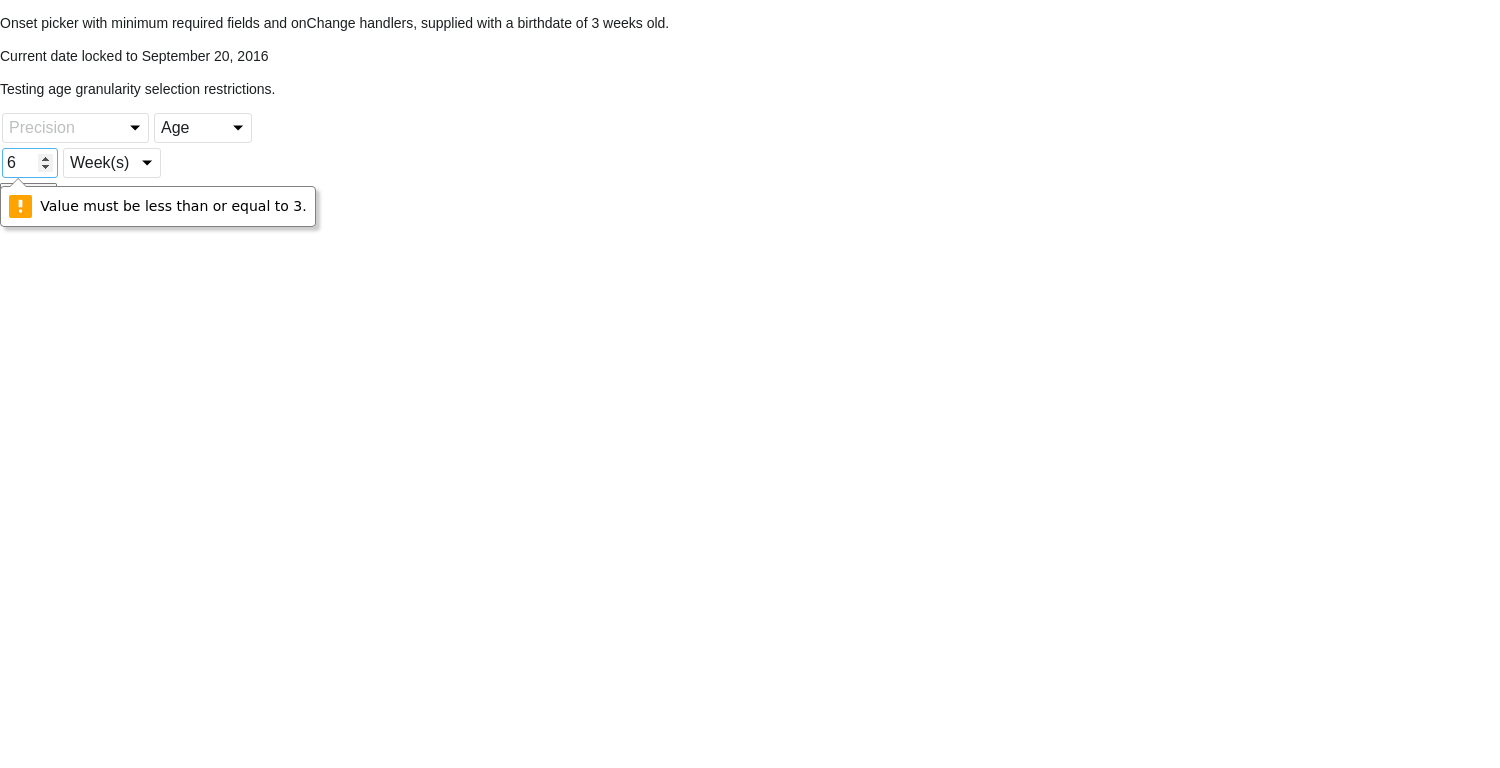 Onset picker with minimum required fields and onChange handlers, supplied with a birthdate of 3 weeks old.
Current date locked to September 20, 2016
Testing age granularity selection restrictions.
Precision Age
6 Week(s)
Value must be less than or equal to 3.